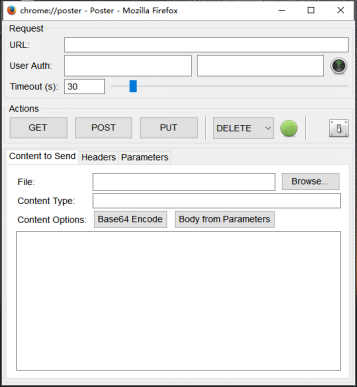 chrome://poster - Poster - Mozilla Firefox
Request
URL:
User Auth:
Timeout (s): 30
Actions
GET POST PUT DELETE
Content to Send Headers Parameters
File: Browse...
Content Type:
Content Options: Base64 Encode Body from Parameters